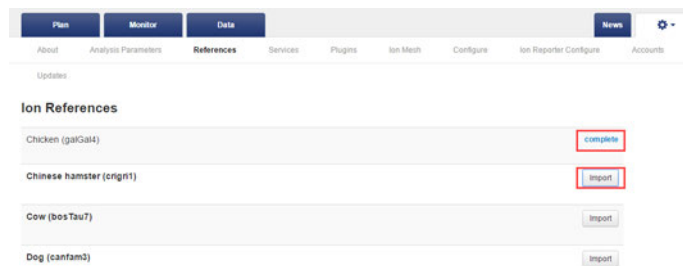 Plan Monitor Data News
About Analysis Parameters References Services Plugins Ion Mesh Configure Ion Reporter Configure Accounts
Updates
Ion References
Chicken (galGal4) complete
Chinese hamster (crigri1) Import
Cow (bosTau7) Import
Dog (canfam3) Import